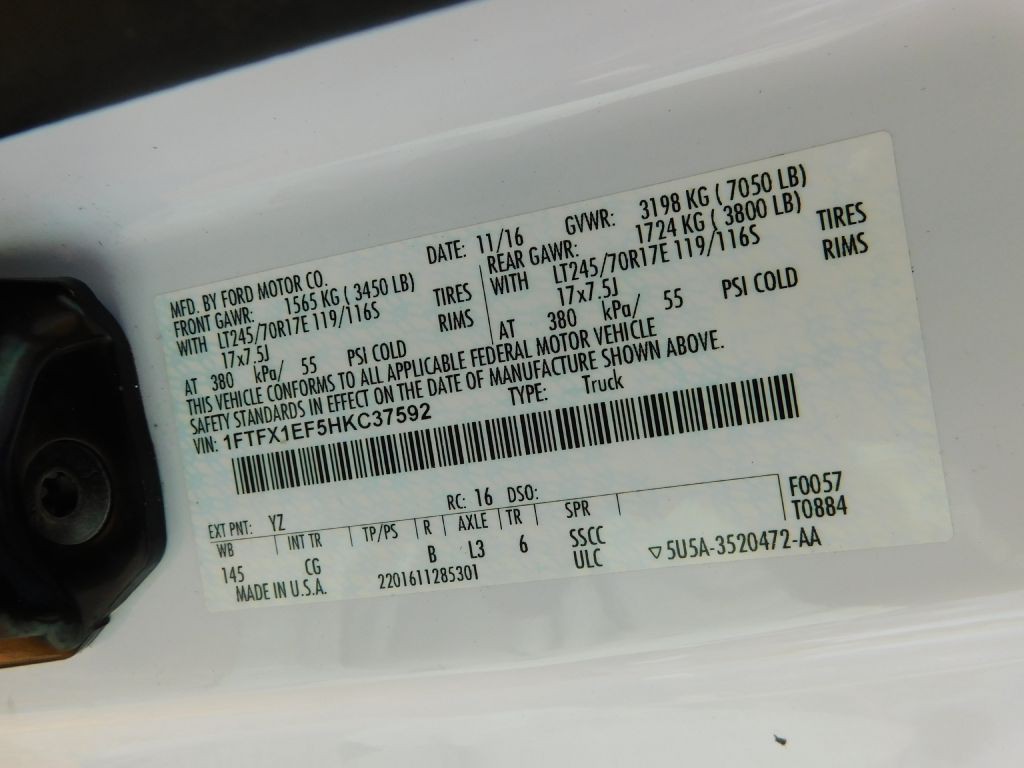 MFD. BY FORD MOTOR CO. DATE: 11/16 GVWR: 3198 KG ( 7050 LB)
FRONT GAWR: 1565 KG ( 3450 LB) REAR GAWR: 1724 KG ( 3800 LB)
WITH LT245/70R17E 119/116S TIRES WITH LT245/70R17E 119/116S TIRES
17x7.5J RIMS 17x7.5J RIMS
AT 380 kPa/ 55 PSI COLD AT 380 kPa/ 55 PSI COLD
THIS VEHICLE CONFORMS TO ALL APPLICABLE FEDERAL MOTOR VEHICLE
SAFETY STANDARDS IN EFFECT ON THE DATE OF MANUFACTURE SHOWN ABOVE.
VIN: 1FTFX1EF5HKC37592 TYPE: Truck
EXT PNT: YZ RC: 16 DSO: F0057
WB INT TR TP/PS R AXLE TR SPR T0884
145 CG B L3 6 SSCC
MADE IN U.S.A. 2201611285301 ULC ▽5U5A-3520472-AA